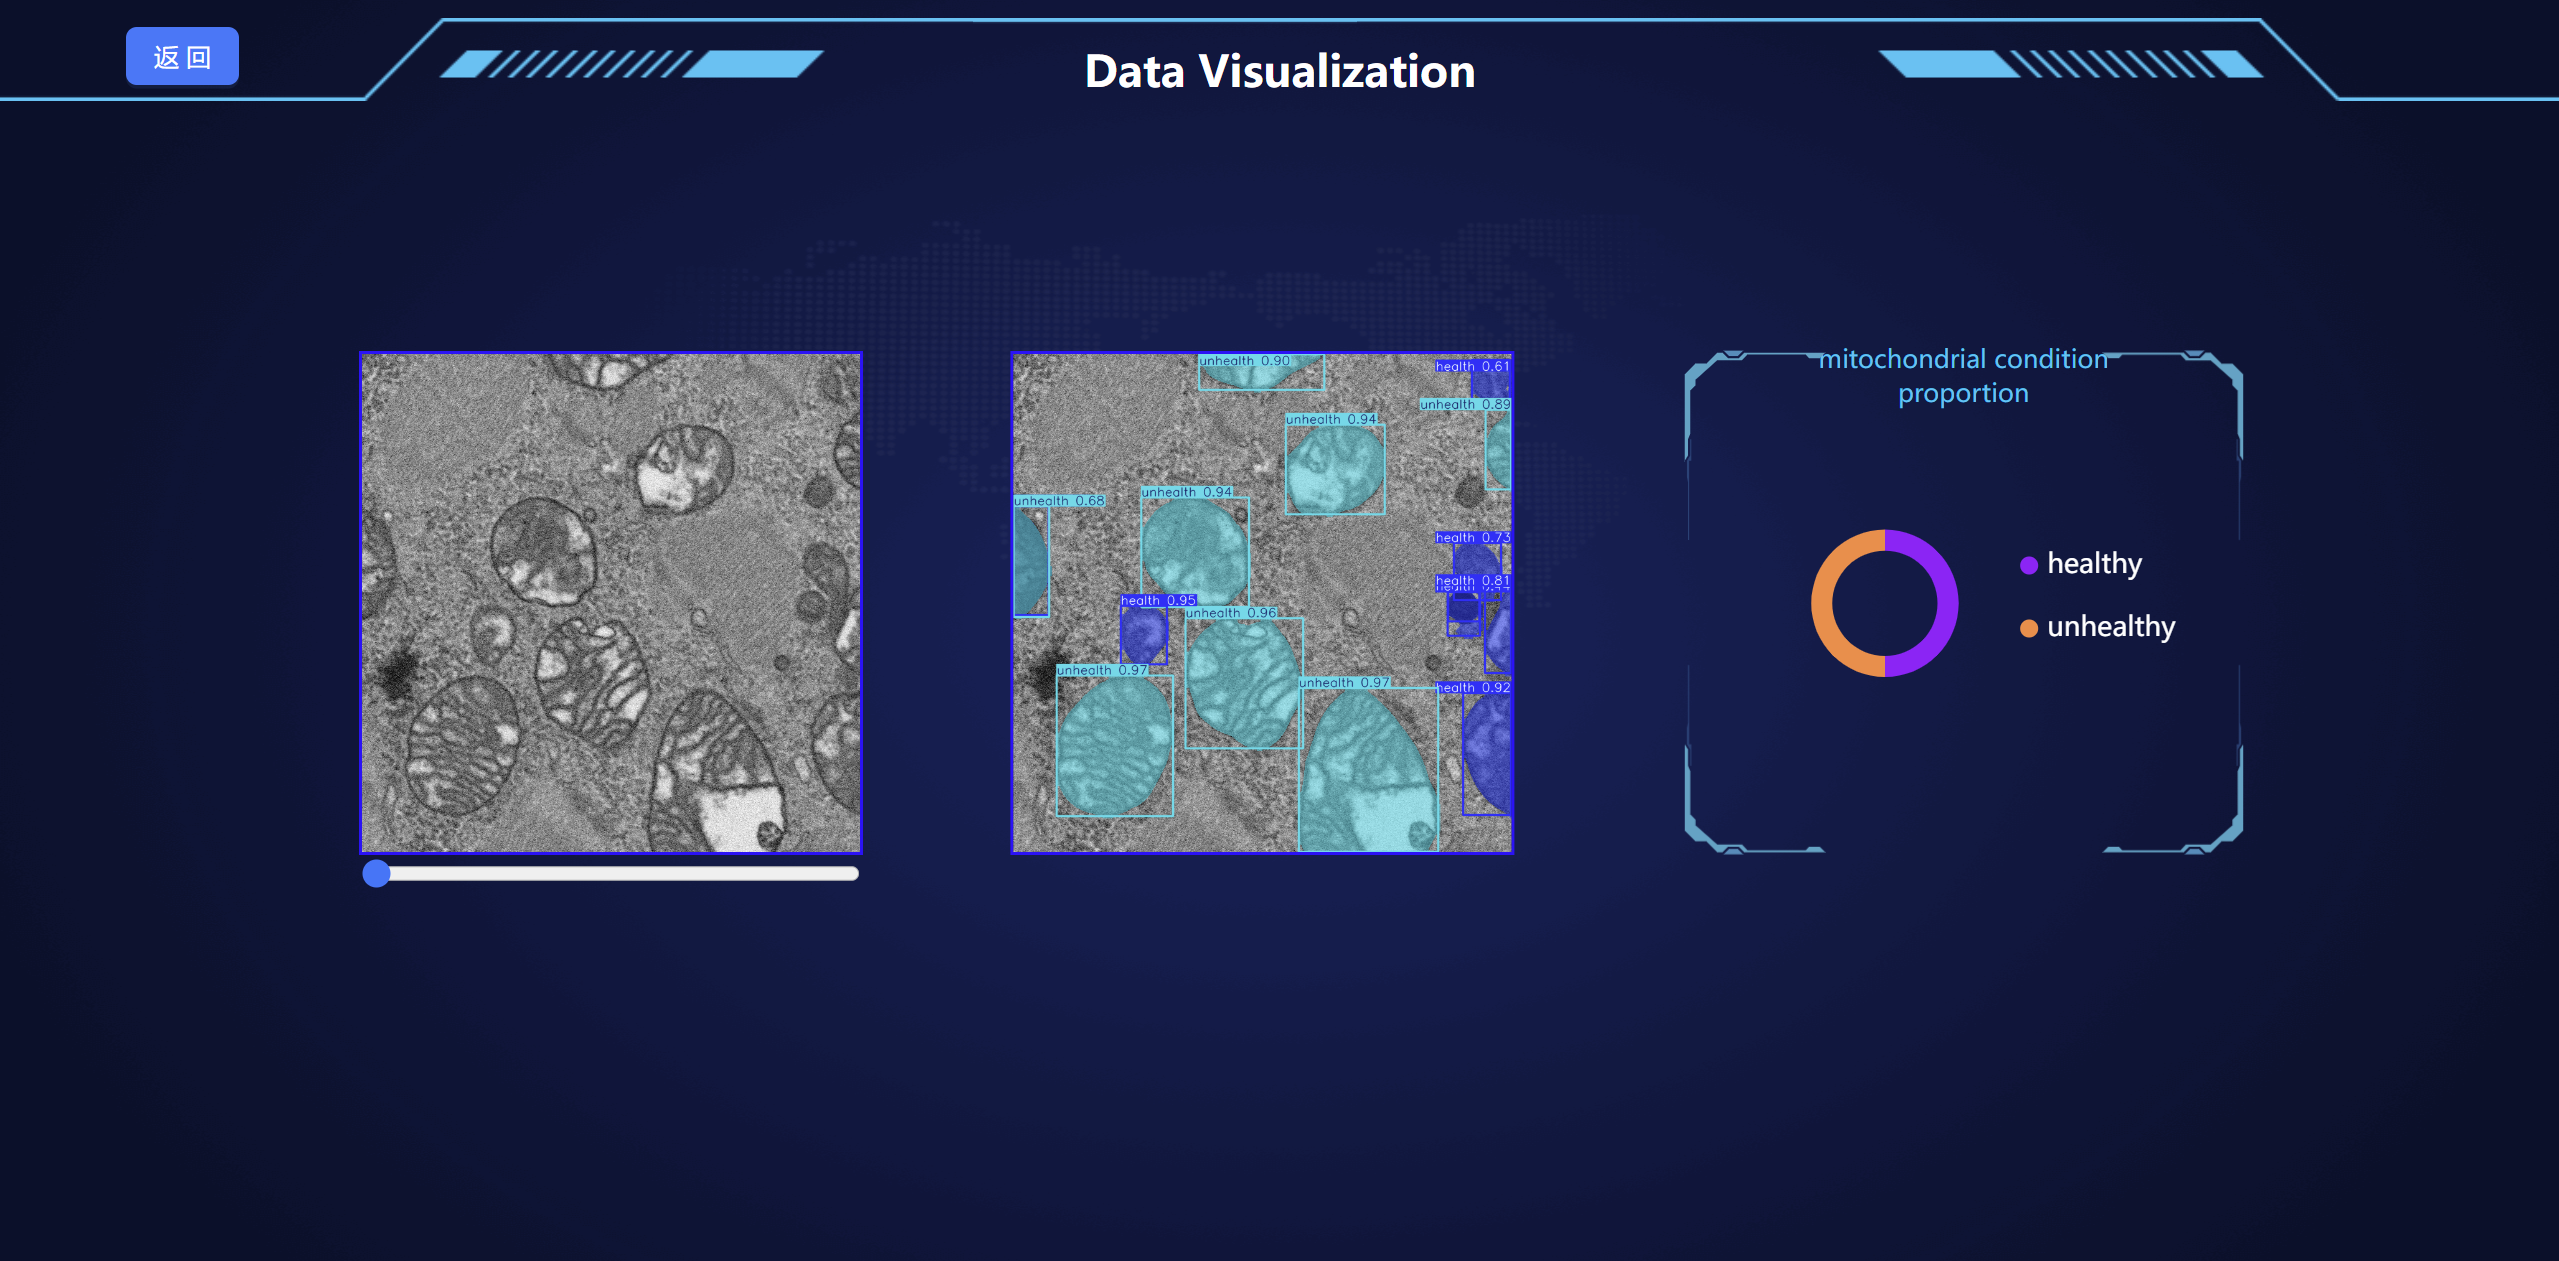 返回
Data Visualization
unhealth 0.90
health 0.61
unhealth 0.89
unhealth 0.94
unhealth 0.94
unhealth 0.68
health 0.73
health 0.81
health 0.95
unhealth 0.96
unhealth 0.97
unhealth 0.97
health 0.92
mitochondrial condition
proportion
healthy
unhealthy